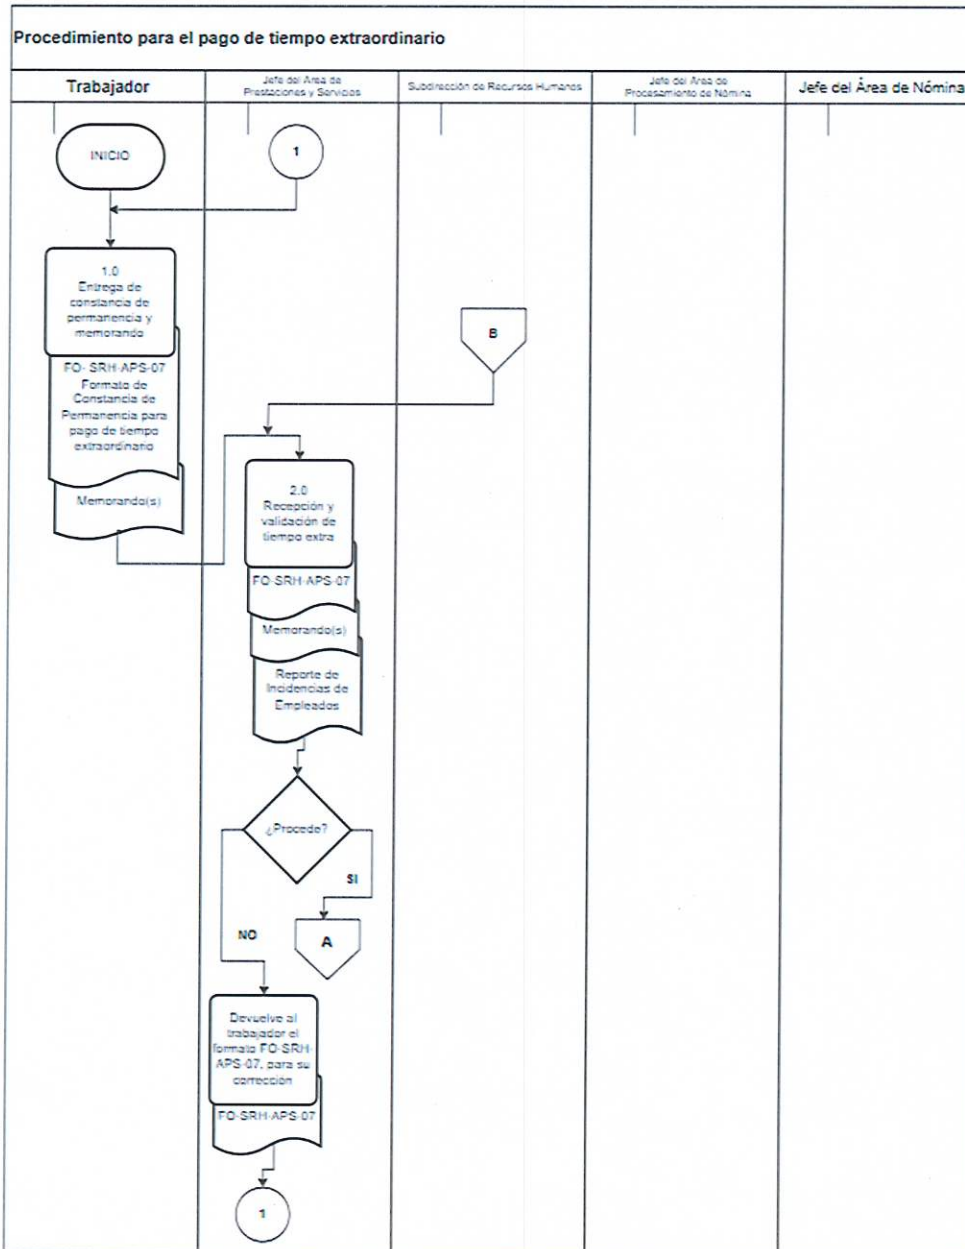 Procedimiento para el pago de tiempo extraordinario
Trabajador
Jefe del Área de
Prestaciones y Servicios
Subdirección de Recursos Humanos
Jefe del Área de
Procesamiento de Nómina
Jefe del Área de Nómina
INICIO
1
1.0
Entrega de
constancia de
permanencia y
memorando
FO- SRH-APS-07
Formato de
Constancia de
Permanencia para
pago de tiempo
extraordinario
Memorando(s)
B
2.0
Recepción y
validación de
tiempo extra
FO-SRH-APS-07
Memorando(s)
Reporte de
Incidencias de
Empleados
¿Procede?
SI
NO
A
Devuelve al
trabajador el
formato FO-SRH-
APS-07, para su
corrección
FO-SRH-APS-07
1